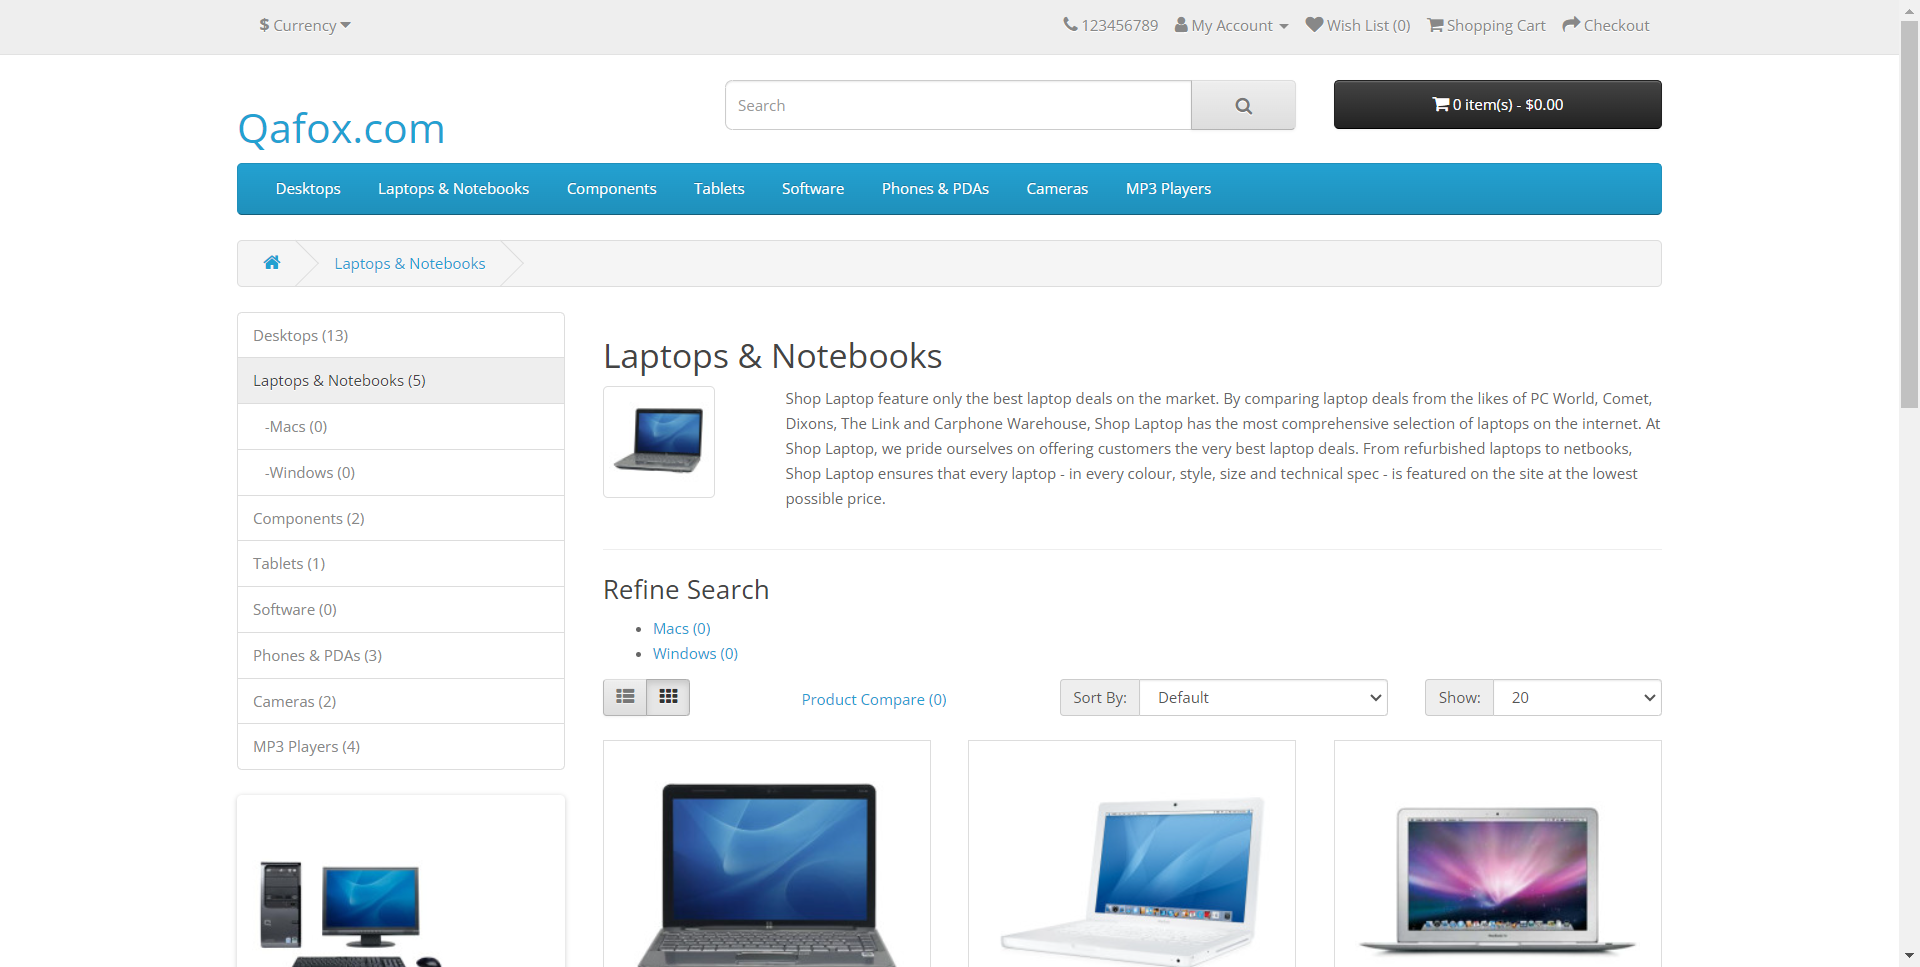 $ Currency
123456789 My Account Wish List (0) Shopping Cart Checkout
Qafox.com
Search
0 item(s) - $0.00
Desktops Laptops & Notebooks Components Tablets Software Phones & PDAs Cameras MP3 Players
Laptops & Notebooks
Desktops (13)
Laptops & Notebooks (5)
-Macs (0)
-Windows (0)
Components (2)
Tablets (1)
Software (0)
Phones & PDAs (3)
Cameras (2)
MP3 Players (4)
Laptops & Notebooks
Shop Laptop feature only the best laptop deals on the market. By comparing laptop deals from the likes of PC World, Comet,
Dixons, The Link and Carphone Warehouse, Shop Laptop has the most comprehensive selection of laptops on the internet. At
Shop Laptop, we pride ourselves on offering customers the very best laptop deals. From refurbished laptops to netbooks,
Shop Laptop ensures that every laptop - in every colour, style, size and technical spec - is featured on the site at the lowest
possible price.
Refine Search
Macs (0)
Windows (0)
Product Compare (0)
Sort By: Default
Show: 20